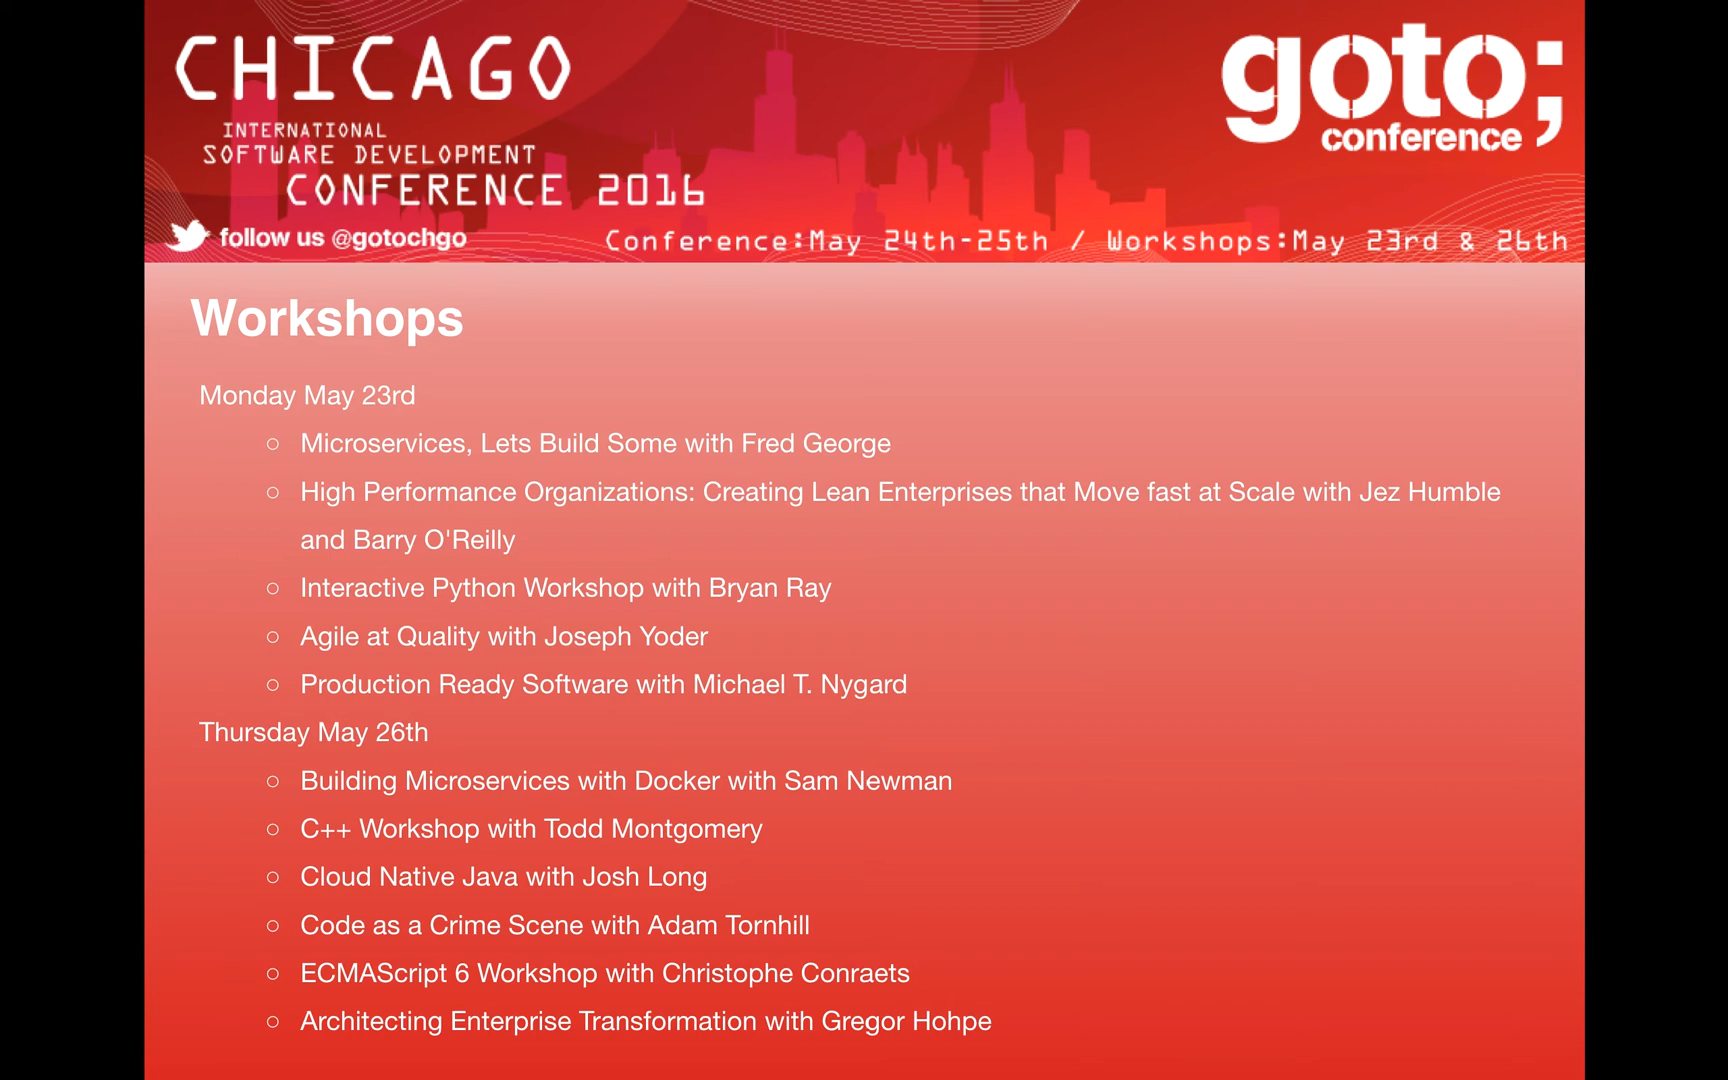 CHICAGO
INTERNATIONAL
SOFTWARE DEVELOPMENT
CONFERENCE 2016
follow us @gotochgo
goto;
conference
Conference:May 24th-25th / Workshops:May 23rd & 26th
Workshops
Monday May 23rd
○ Microservices, Lets Build Some with Fred George
○ High Performance Organizations: Creating Lean Enterprises that Move fast at Scale with Jez Humble
and Barry O'Reilly
○ Interactive Python Workshop with Bryan Ray
○ Agile at Quality with Joseph Yoder
○ Production Ready Software with Michael T. Nygard
Thursday May 26th
○ Building Microservices with Docker with Sam Newman
○ C++ Workshop with Todd Montgomery
○ Cloud Native Java with Josh Long
○ Code as a Crime Scene with Adam Tornhill
○ ECMAScript 6 Workshop with Christophe Conraets
○ Architecting Enterprise Transformation with Gregor Hohpe